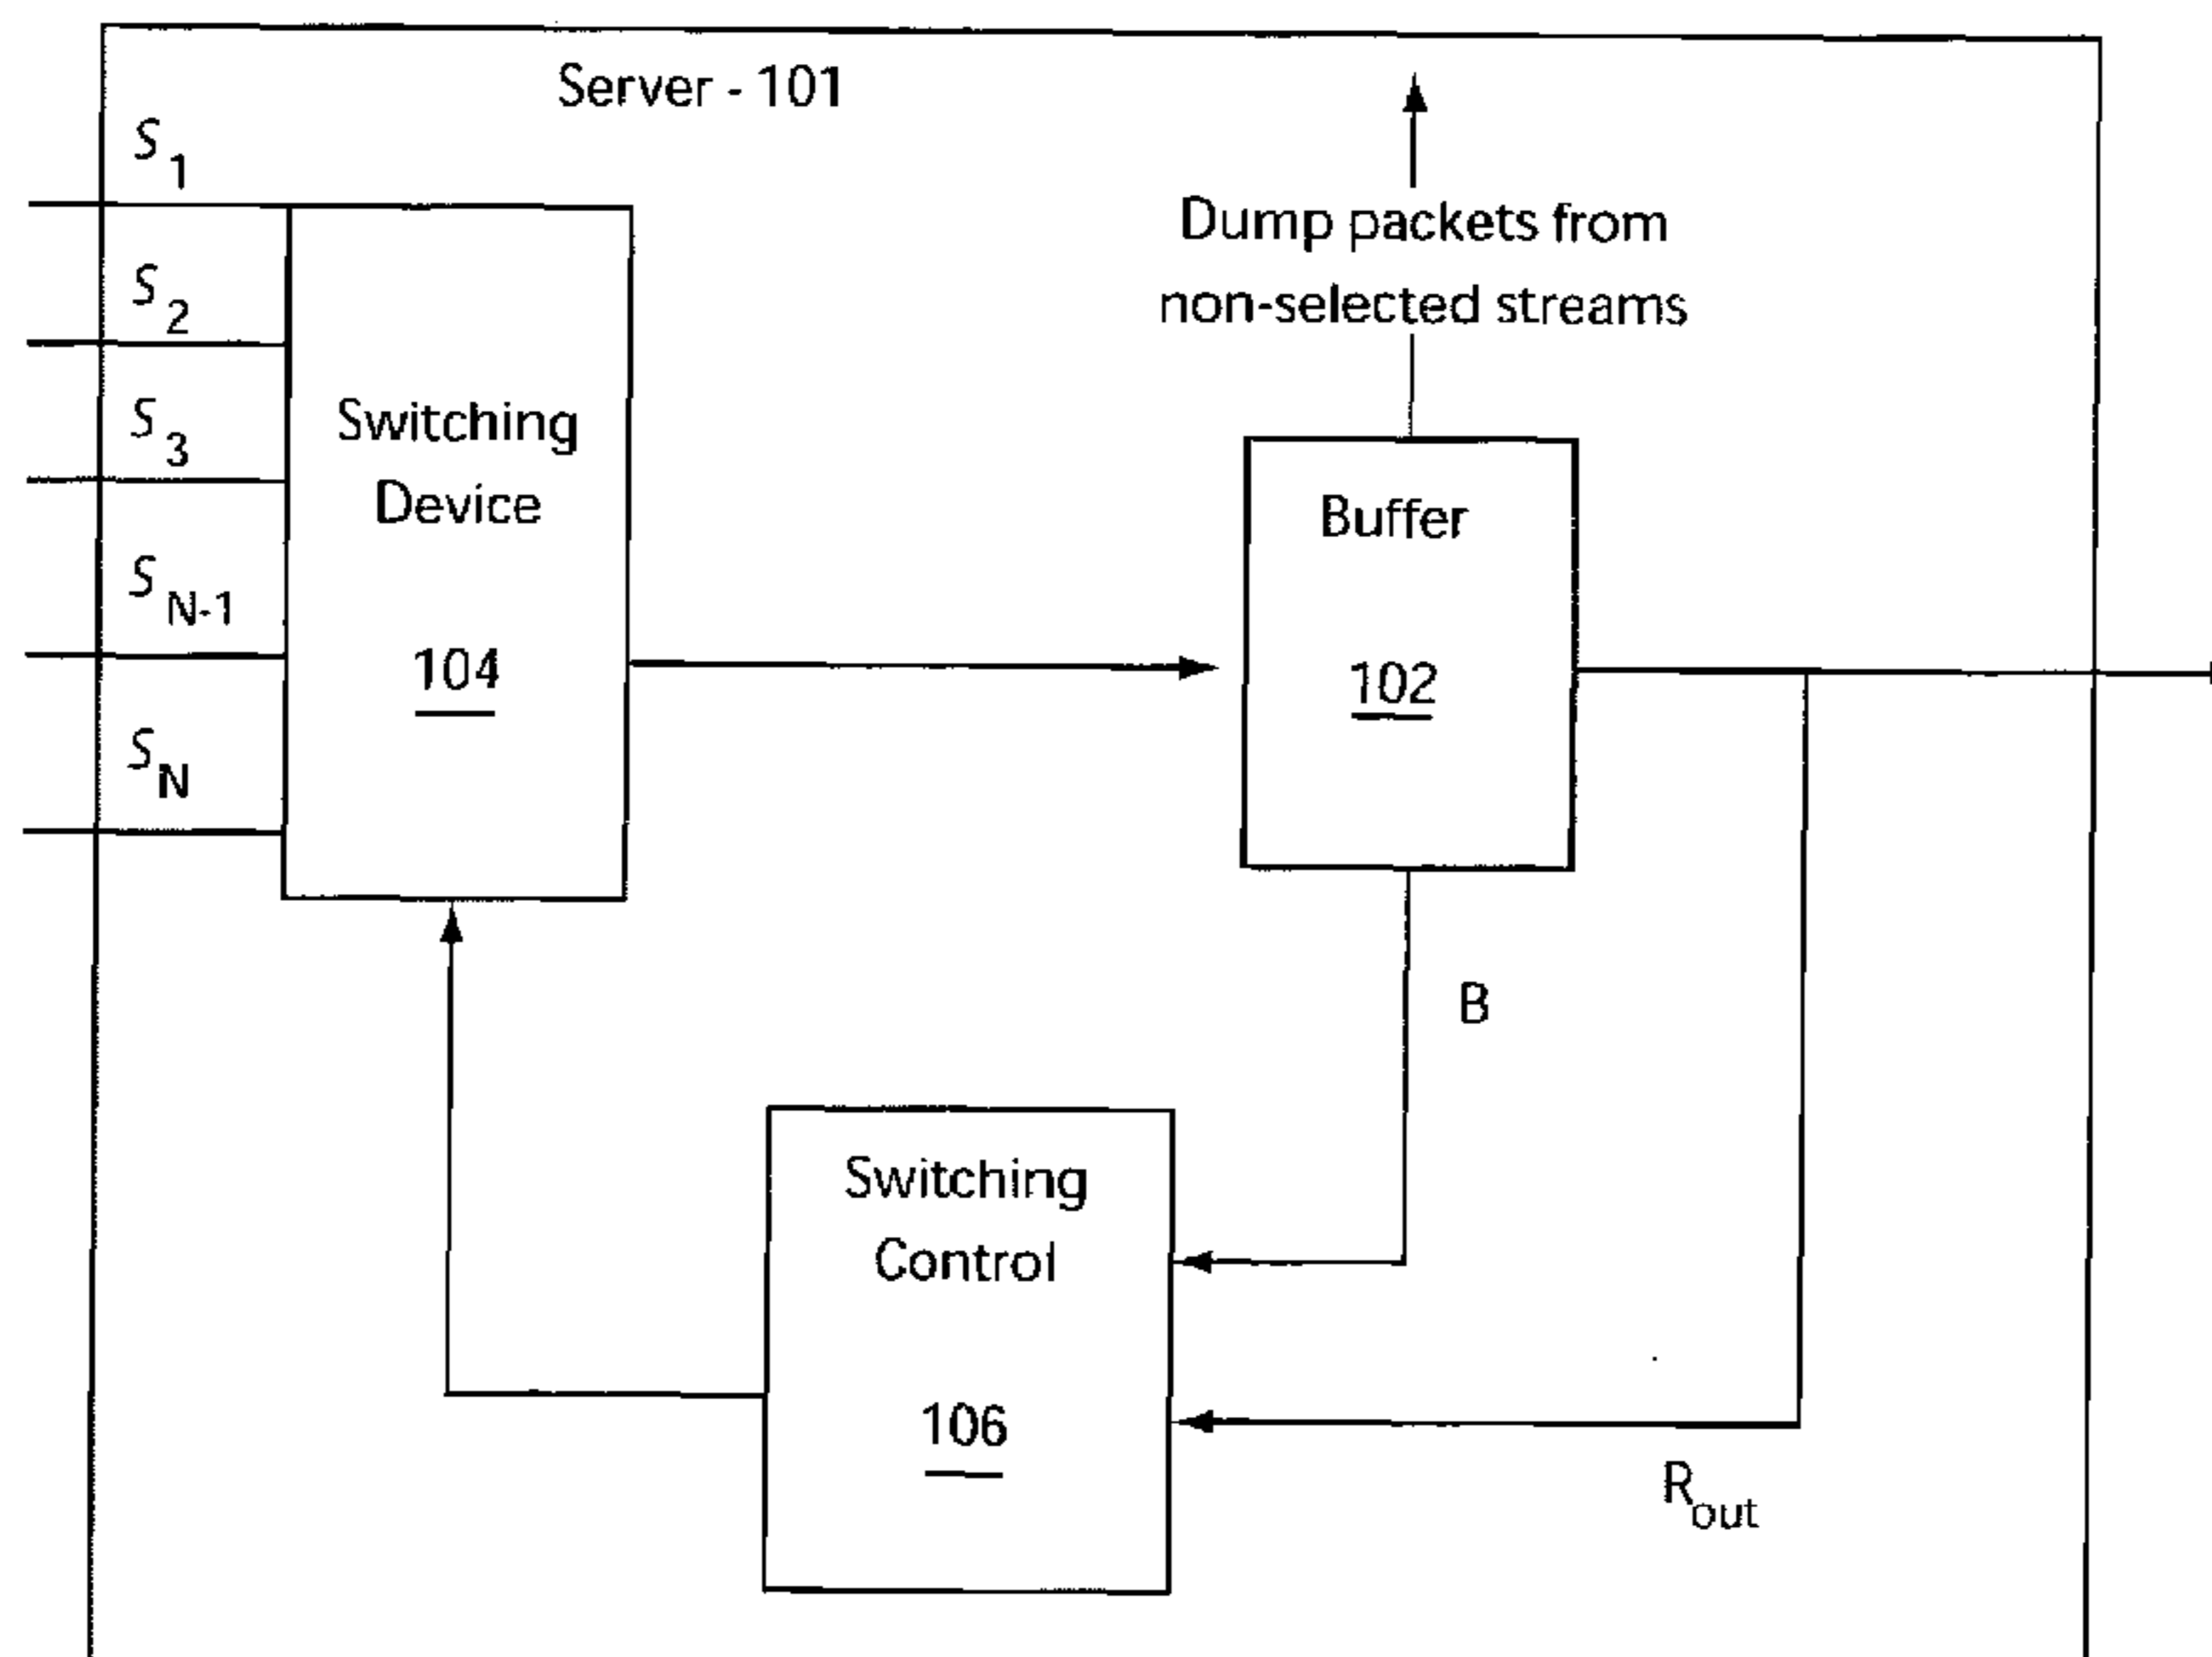 Server - 101
S1
S2
S3
SN-1
SN
Switching
Device
104
Dump packets from
non-selected streams
Buffer
102
B
Switching
Control
106
Rout